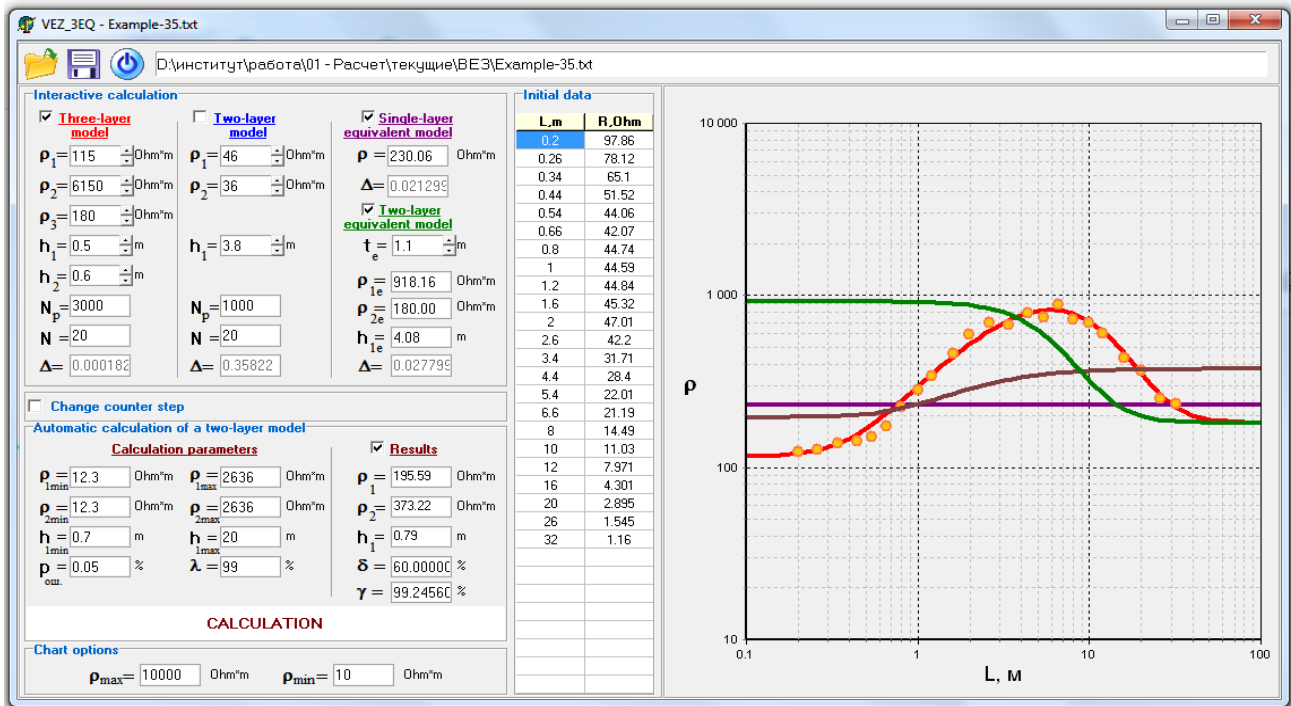 VEZ_3EQ - Example-35.txt
D:\институт\работа\01 - Расчет\текущие\ВЕЗ\Example-35.txt
Interactive calculation
Three-layer model
ρ1= 115 Ohm*m
ρ2= 6150 Ohm*m
ρ3= 180 Ohm*m
h1= 0.5 m
h2= 0.6 m
Np= 3000
N = 20
Δ= 0.000182
Two-layer model
ρ1= 46 Ohm*m
ρ2= 36 Ohm*m
h1= 3.8 m
Np= 1000
N = 20
Δ= 0.35822
Single-layer equivalent model
ρ = 230.06 Ohm*m
Δ= 0.021299
Two-layer equivalent model
te = 1.1 m
ρ1e = 918.16 Ohm*m
ρ2e = 180.00 Ohm*m
h1e = 4.08 m
Δ= 0.027799
Change counter step
Automatic calculation of a two-layer model
Calculation parameters
ρ1min = 12.3 Ohm*m ρ1max = 2636 Ohm*m
ρ2min = 12.3 Ohm*m ρ2max = 2636 Ohm*m
h1min = 0.7 m h1max = 20 m
pош. = 0.05 % λ = 99 %
Results
ρ1 = 195.59 Ohm*m
ρ2 = 373.22 Ohm*m
h1 = 0.79 m
δ = 60.00000 %
γ = 99.24560 %
CALCULATION
Chart options
ρmax= 10000 Ohm*m ρmin= 10 Ohm*m
Initial data
L,m R,Ohm
0.2 97.86
0.26 78.12
0.34 65.1
0.44 51.52
0.54 44.06
0.66 42.07
0.8 44.74
1 44.59
1.2 44.84
1.6 45.32
2 47.01
2.6 42.2
3.4 31.71
4.4 28.4
5.4 22.01
6.6 21.19
8 14.49
10 11.03
12 7.971
16 4.301
20 2.895
26 1.545
32 1.16
10 000
1 000
ρ
100
10
0.1 1 10 100
L, м